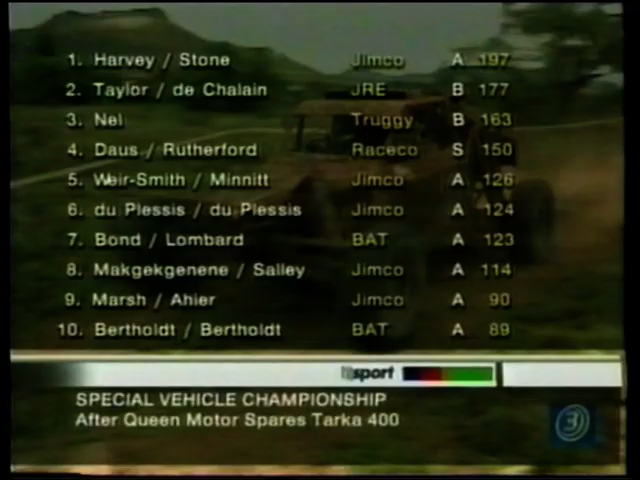 1. Harvey / Stone Jimco A 197
2. Taylor / de Chalain JRE B 177
3. Nel Truggy B 163
4. Daus / Rutherford Raceco S 150
5. Weir-Smith / Minnitt Jimco A 126
6. du Plessis / du Plessis Jimco A 124
7. Bond / Lombard BAT A 123
8. Makgekgenene / Salley Jimco A 114
9. Marsh / Ahier Jimco A 90
10. Bertholdt / Bertholdt BAT A 89
sport
SPECIAL VEHICLE CHAMPIONSHIP
After Queen Motor Spares Tarka 400
3